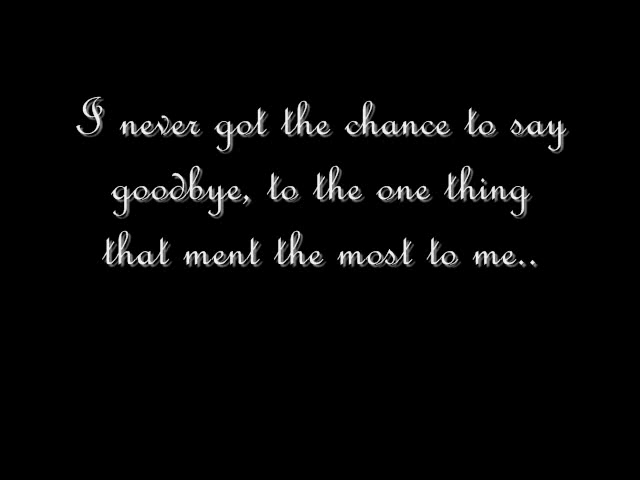 I never got the chance to say
goodbye, to the one thing
that ment the most to me..